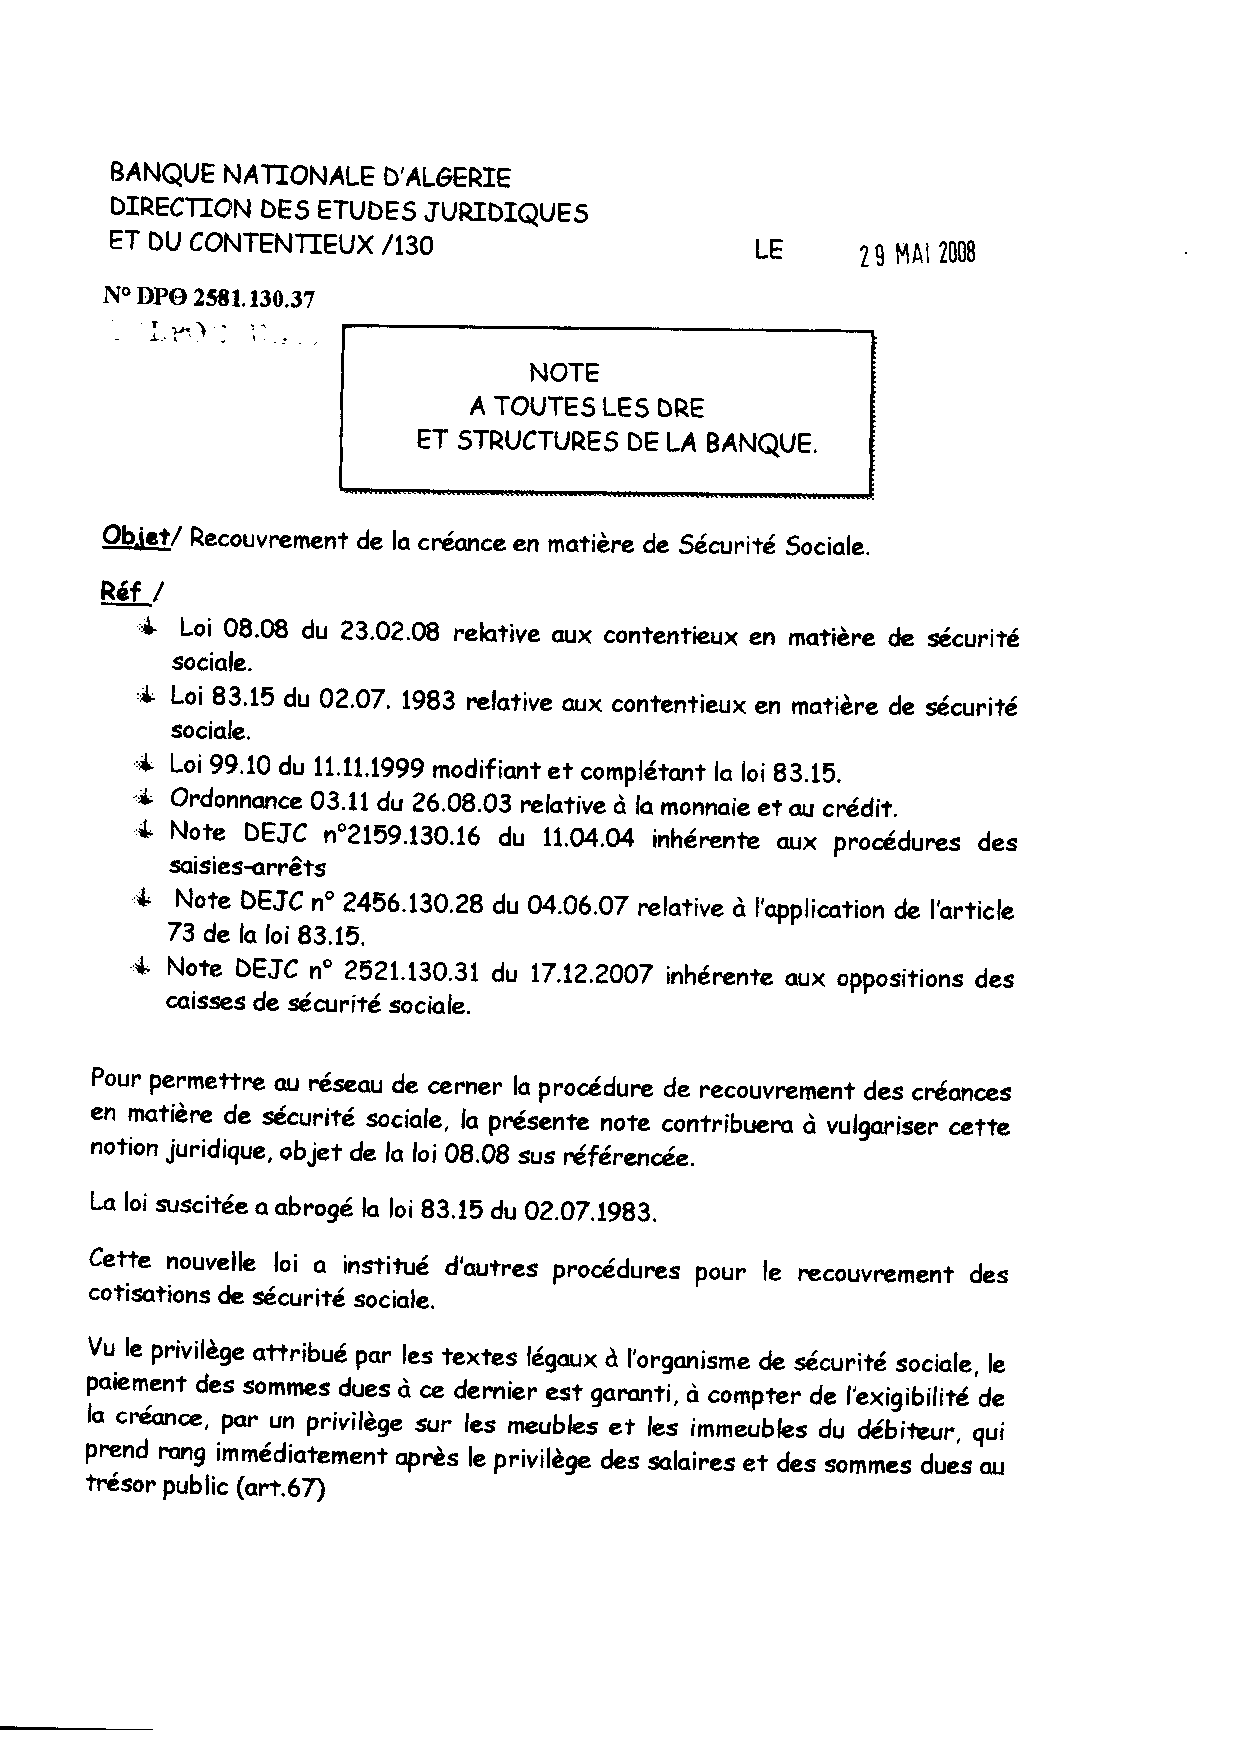 BANQUE NATIONALE D'ALGERIE
DIRECTION DES ETUDES JURIDIQUES
ET DU CONTENTIEUX /130
LE 29 MAI 2008
N° DPΘ 2581.130.37
NOTE
A TOUTES LES DRE
ET STRUCTURES DE LA BANQUE.
Objet/ Recouvrement de la créance en matière de Sécurité Sociale.
Réf /
Loi 08.08 du 23.02.08 relative aux contentieux en matière de sécurité
sociale.
Loi 83.15 du 02.07. 1983 relative aux contentieux en matière de sécurité
sociale.
Loi 99.10 du 11.11.1999 modifiant et complétant la loi 83.15.
Ordonnance 03.11 du 26.08.03 relative à la monnaie et au crédit.
Note DEJC n°2159.130.16 du 11.04.04 inhérente aux procédures des
saisies-arrêts
Note DEJC n° 2456.130.28 du 04.06.07 relative à l'application de l'article
73 de la loi 83.15.
Note DEJC n° 2521.130.31 du 17.12.2007 inhérente aux oppositions des
caisses de sécurité sociale.
Pour permettre au réseau de cerner la procédure de recouvrement des créances
en matière de sécurité sociale, la présente note contribuera à vulgariser cette
notion juridique, objet de la loi 08.08 sus référencée.
La loi suscitée a abrogé la loi 83.15 du 02.07.1983.
Cette nouvelle loi a institué d'autres procédures pour le recouvrement des
cotisations de sécurité sociale.
Vu le privilège attribué par les textes légaux à l'organisme de sécurité sociale, le
paiement des sommes dues à ce dernier est garanti, à compter de l'exigibilité de
la créance, par un privilège sur les meubles et les immeubles du débiteur, qui
prend rang immédiatement après le privilège des salaires et des sommes dues au
trésor public (art.67)